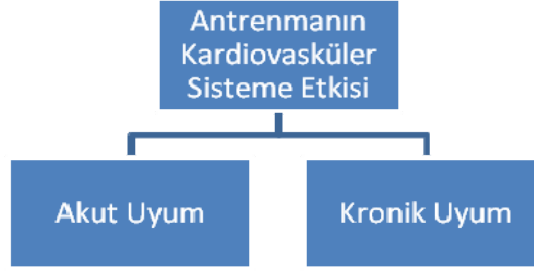 Antrenmanın
Kardiovasküler
Sisteme Etkisi
Akut Uyum
Kronik Uyum